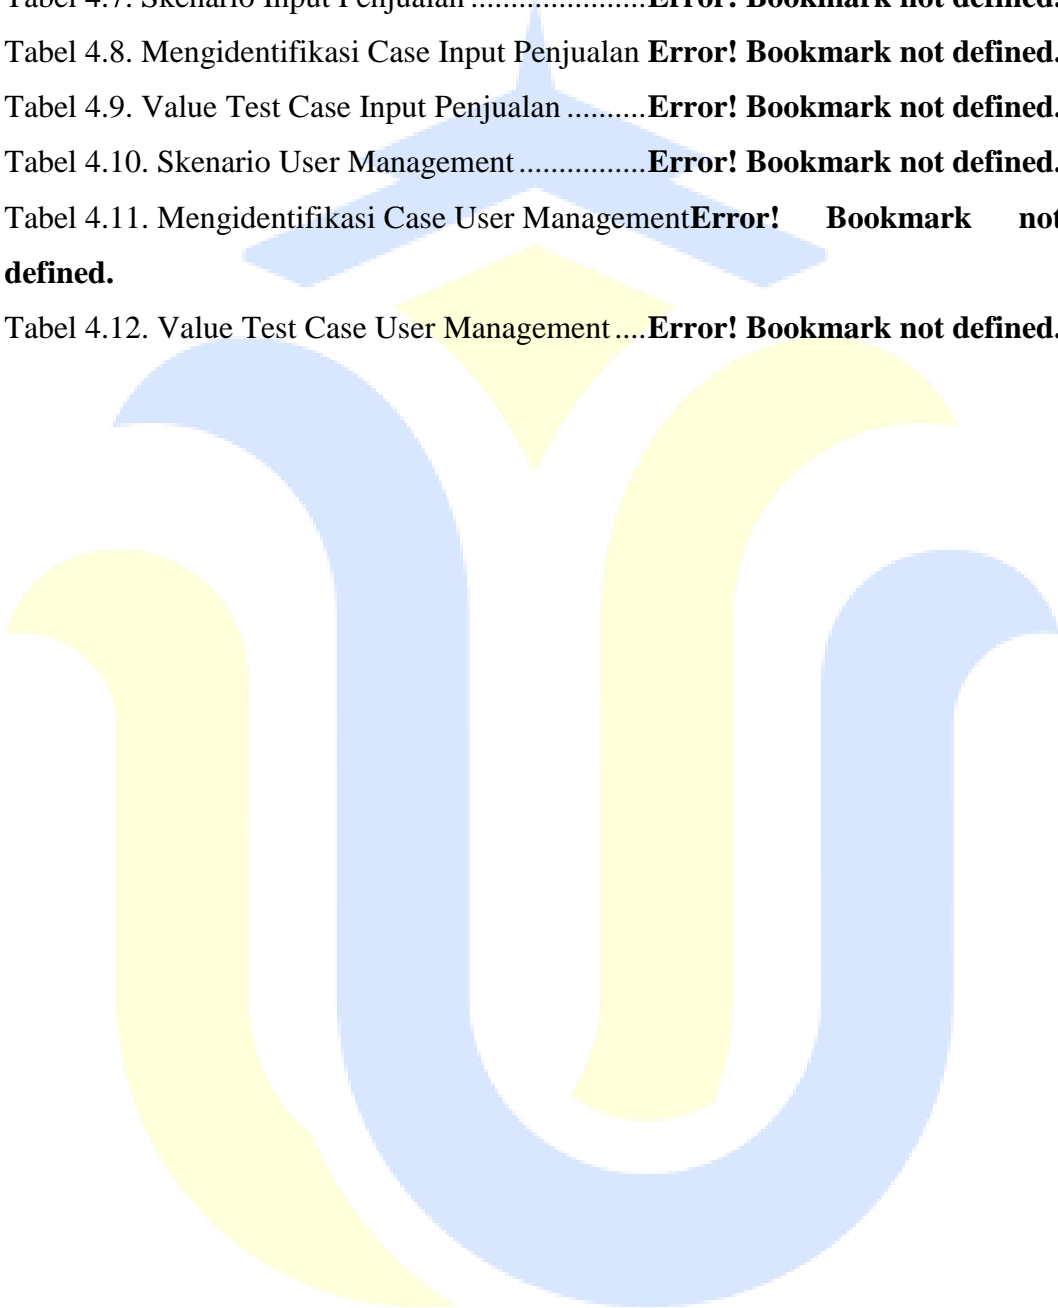 Tabel 4.7. Skenario Input Penjualan ......................Error! Bookmark not defined.
Tabel 4.8. Mengidentifikasi Case Input Penjualan Error! Bookmark not defined.
Tabel 4.9. Value Test Case Input Penjualan ..........Error! Bookmark not defined.
Tabel 4.10. Skenario User Management ................Error! Bookmark not defined.
Tabel 4.11. Mengidentifikasi Case User ManagementError! Bookmark not
defined.
Tabel 4.12. Value Test Case User Management ....Error! Bookmark not defined.